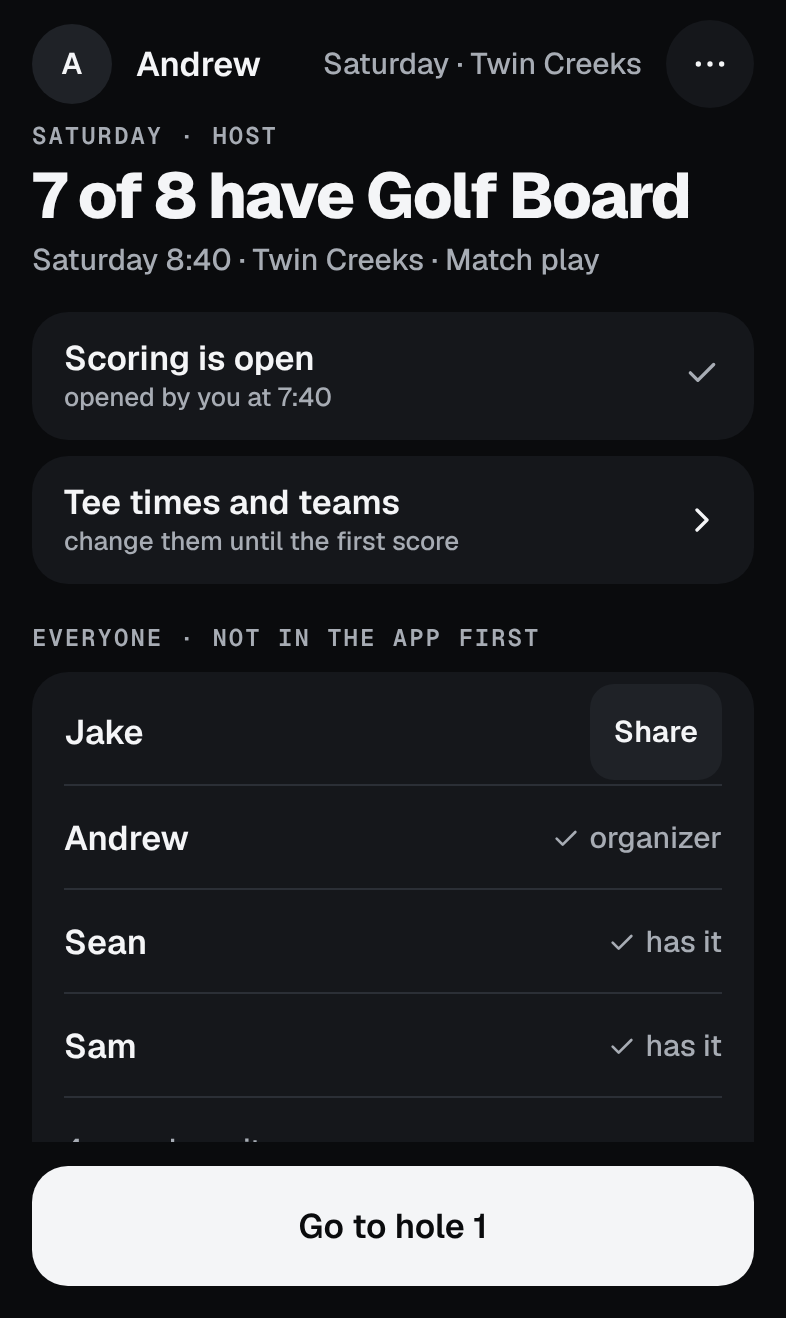 A Andrew Saturday · Twin Creeks
SATURDAY · HOST
7 of 8 have Golf Board
Saturday 8:40 · Twin Creeks · Match play
Scoring is open
opened by you at 7:40
Tee times and teams
change them until the first score
EVERYONE · NOT IN THE APP FIRST
Jake Share
Andrew organizer
Sean has it
Sam has it
Go to hole 1